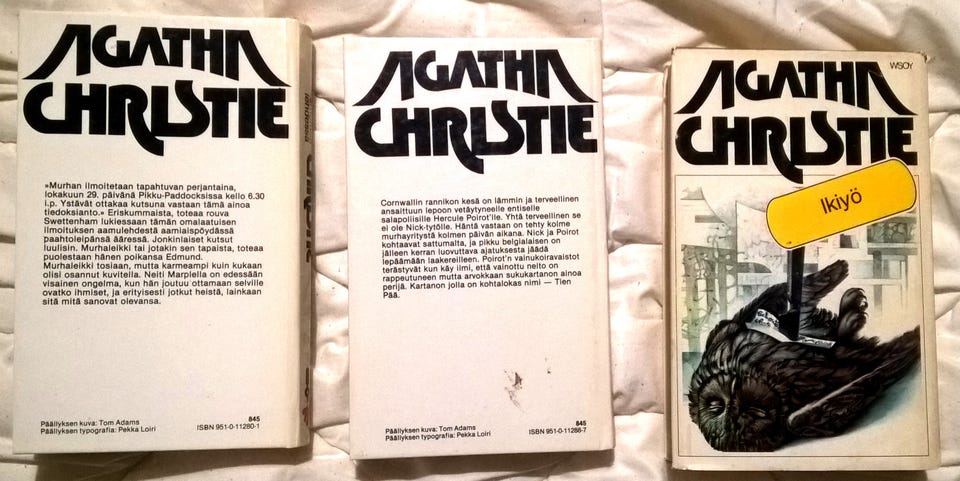 AGATHA
CHRISTIE
»Murhan ilmoitetaan tapahtuvan perjantaina,
lokakuun 29. päivänä Pikku-Paddocksissa kello 6.30
i.p. Ystävät ottakaa kutsuna vastaan tämä ainoa
tiedoksianto.» Eriskummaista, toteaa rouva
Swettenham lukiessaan tämän omalaatuisen
ilmoituksen aamulehdestä aamiaispöydässä
paahtoleipänsä ääressä. Jonkinlaiset kutsut
luulisin. Murhaleikki tai jotakin sen tapaista, toteaa
puolestaan hänen poikansa Edmund.
Murhaleikki tosiaan, mutta karmeampi kuin kukaan
olisi osannut kuvitella. Neiti Marplella on edessään
visainen ongelma, kun hän joutuu ottamaan selville
ovatko ihmiset, ja erityisesti jotkut heistä, lainkaan
sitä mitä sanovat olevansa.
Päällyksen kuva: Tom Adams
Päällyksen typografia: Pekka Loiri
845
ISBN 951-0-11280-1
AGATHA
CHRISTIE
Cornwallin rannikon kesä on lämmin ja terveellinen
ansaittuun lepoon vetäytyneelle entiselle
salapoliisille Hercule Poirot'ile. Yhtä terveellinen se
ei ole Nick-tytölle. Häntä vastaan on tehty kolme
murhayritystä kolmen päivän aikana. Nick ja Poirot
kohtaavat sattumalta, ja pikku belgialainen on
jälleen kerran luovuttava ajatuksesta jäädä
lepäämään laakereilleen. Poirot'n vainukoiravaistot
terästyvät kun käy ilmi, että vainottu neito on
rappeutuneen mutta arvokkaan sukukartanon ainoa
perijä. Kartanon jolla on kohtalokas nimi — Tien
Pää.
Päällyksen kuva: Tom Adams
Päällyksen typografia: Pekka Loiri
845
ISBN 951-0-11286-7
AGATHA
CHRISTIE
WSOY
Ikiyö